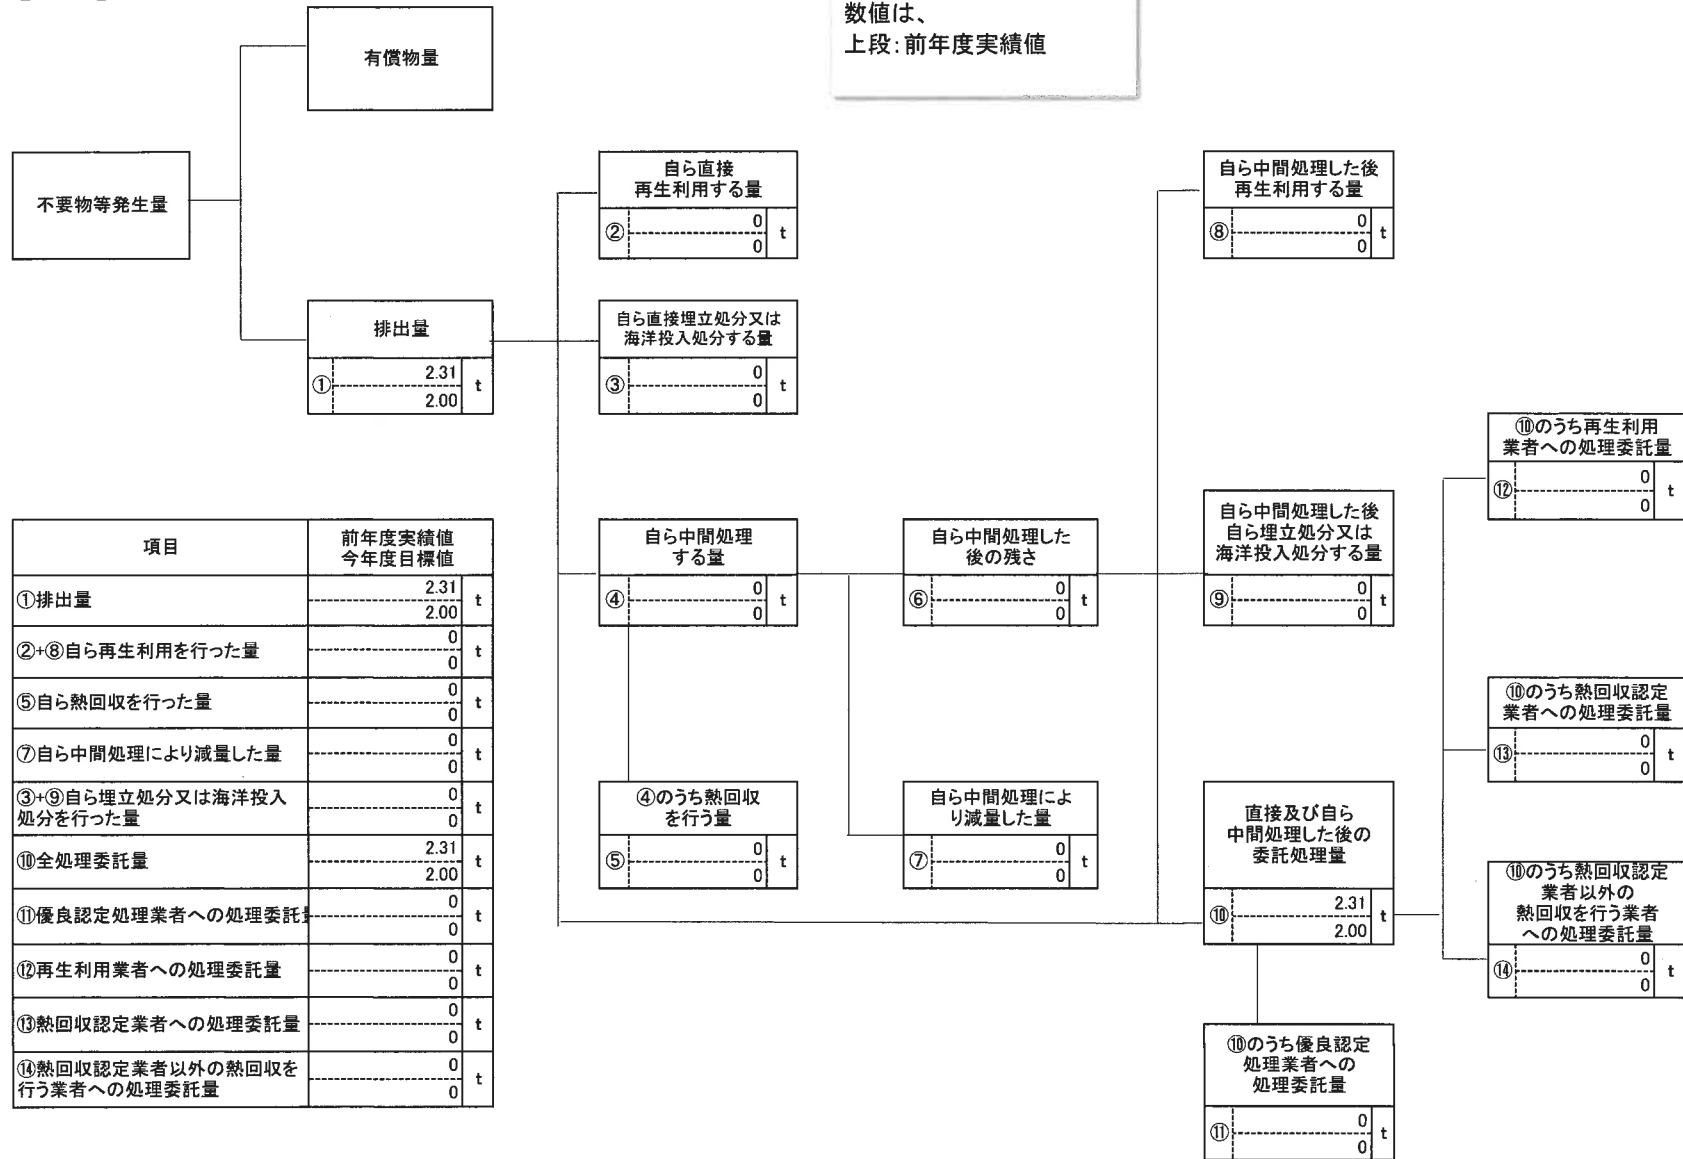 数値は、
上段:前年度実績値
有償物量
不要物等発生量
排出量
① 2.31 t
2.00
自ら直接
再生利用する量
② 0 t
0
自ら直接埋立処分又は
海洋投入処分する量
③ 0 t
0
自ら中間処理した後
再生利用する量
⑧ 0 t
0
自ら中間処理
する量
④ 0 t
0
自ら中間処理した
後の残さ
⑥ 0 t
0
自ら中間処理した後
自ら埋立処分又は
海洋投入処分する量
⑨ 0 t
0
④のうち熱回収
を行う量
⑤ 0 t
0
自ら中間処理によ
り減量した量
⑦ 0 t
0
直接及び自ら
中間処理した後の
委託処理量
⑩ 2.31 t
2.00
⑩のうち優良認定
処理業者への
処理委託量
⑪ 0 t
0
⑩のうち再生利用
業者への処理委託量
⑫ 0 t
0
⑩のうち熱回収認定
業者への処理委託量
⑬ 0 t
0
⑩のうち熱回収認定
業者以外の
熱回収を行う業者
への処理委託量
⑭ 0 t
0
項目 前年度実績値
今年度目標値
①排出量 2.31 t
2.00
②+⑧自ら再生利用を行った量 0 t
0
⑤自ら熱回収を行った量 0 t
0
⑦自ら中間処理により減量した量 0 t
0
③+⑨自ら埋立処分又は海洋投入
処分を行った量 0 t
0
⑩全処理委託量 2.31 t
2.00
⑪優良認定処理業者への処理委託 0 t
0
⑫再生利用業者への処理委託量 0 t
0
⑬熱回収認定業者への処理委託量 0 t
0
⑭熱回収認定業者以外の熱回収を
行う業者への処理委託量 0 t
0